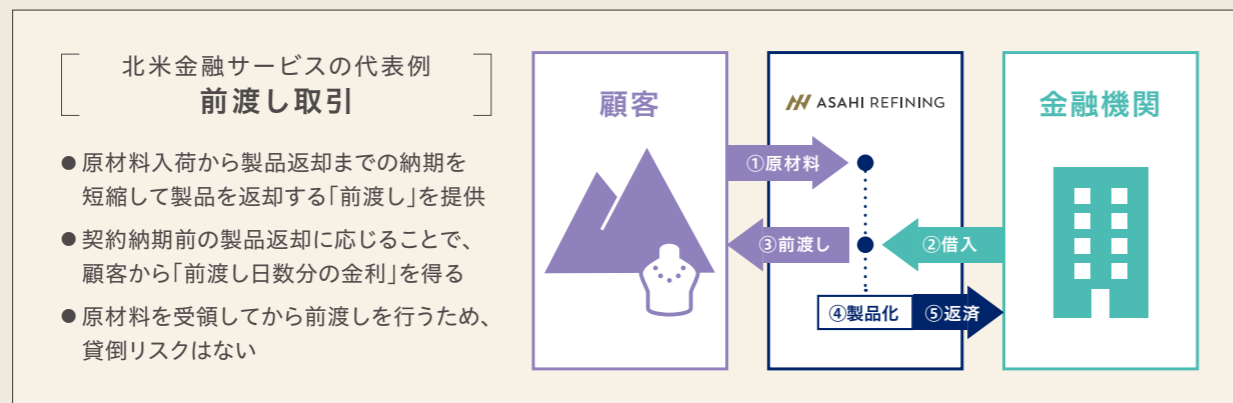 北米金融サービスの代表例
前渡し取引
●原材料入荷から製品返却までの納期を
短縮して製品を返却する「前渡し」を提供
●契約納期前の製品返却に応じることで、
顧客から「前渡し日数分の金利」を得る
●原材料を受領してから前渡しを行うため、
貸倒リスクはない
顧客
ASAHI REFINING
金融機関
①原材料
③前渡し
②借入
④製品化
⑤返済